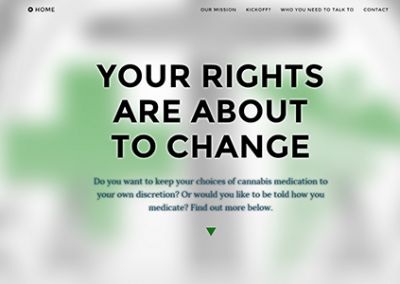 HOME OUR MISSION KICKOFF? WHO YOU NEED TO TALK TO CONTACT
YOUR RIGHTS
ARE ABOUT
TO CHANGE
Do you want to keep your choices of cannabis medication to
your own discretion? Or would you like to be told how you
medicate? Find out more below.